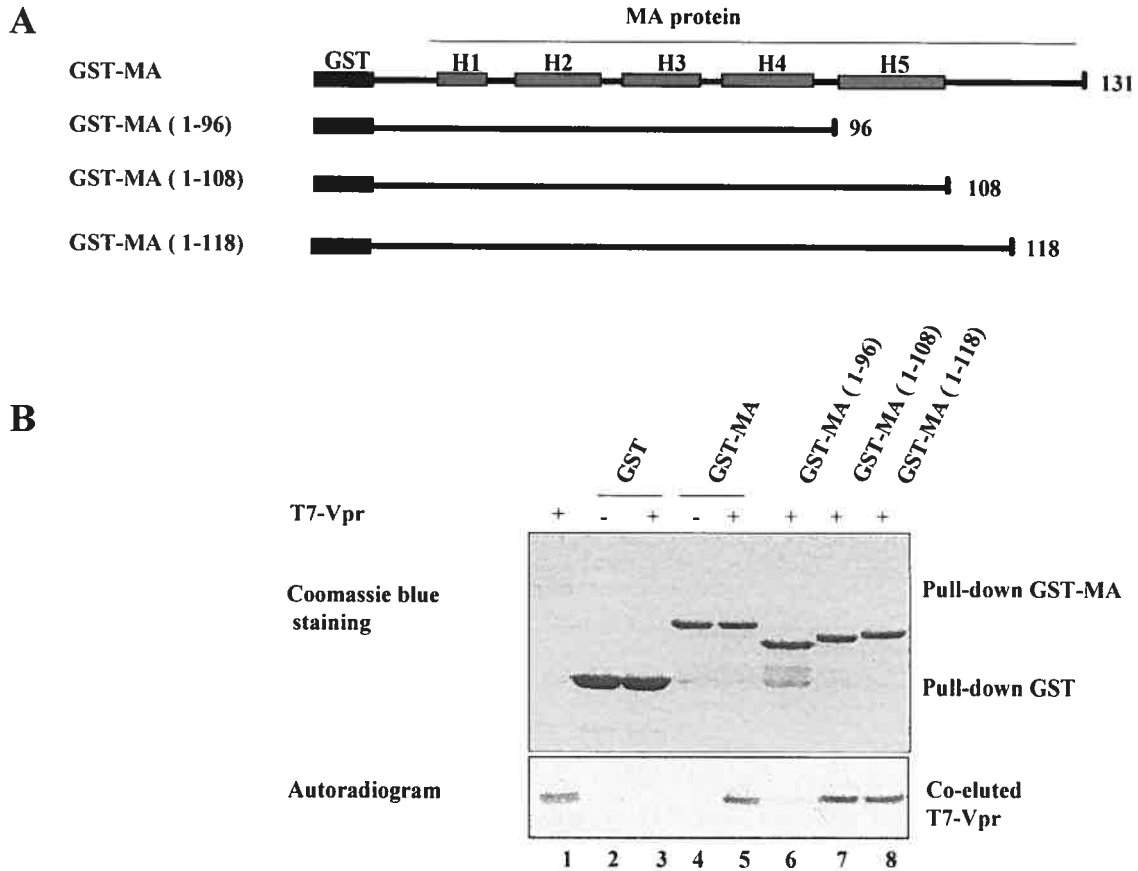 A
MA protein
GST-MA
GST
H1
H2
H3
H4
H5
131
GST-MA ( 1-96)
96
GST-MA ( 1-108)
108
GST-MA ( 1-118)
118
B
GST
GST-MA
GST-MA ( 1-96)
GST-MA ( 1-108)
GST-MA ( 1-118)
T7-Vpr
+ - + - + + + +
Coomassie blue
staining
Pull-down GST-MA
Pull-down GST
Autoradiogram
Co-eluted
T7-Vpr
1 2 3 4 5 6 7 8